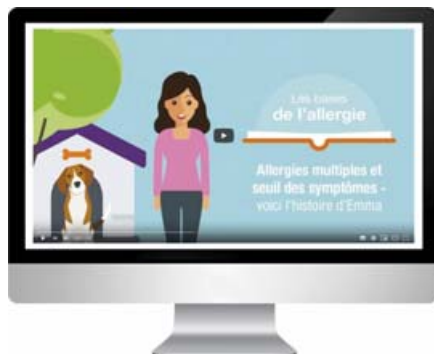 Les bases
de l'allergie
Allergies multiples et
seuil des symptômes -
voici l'histoire d'Emma